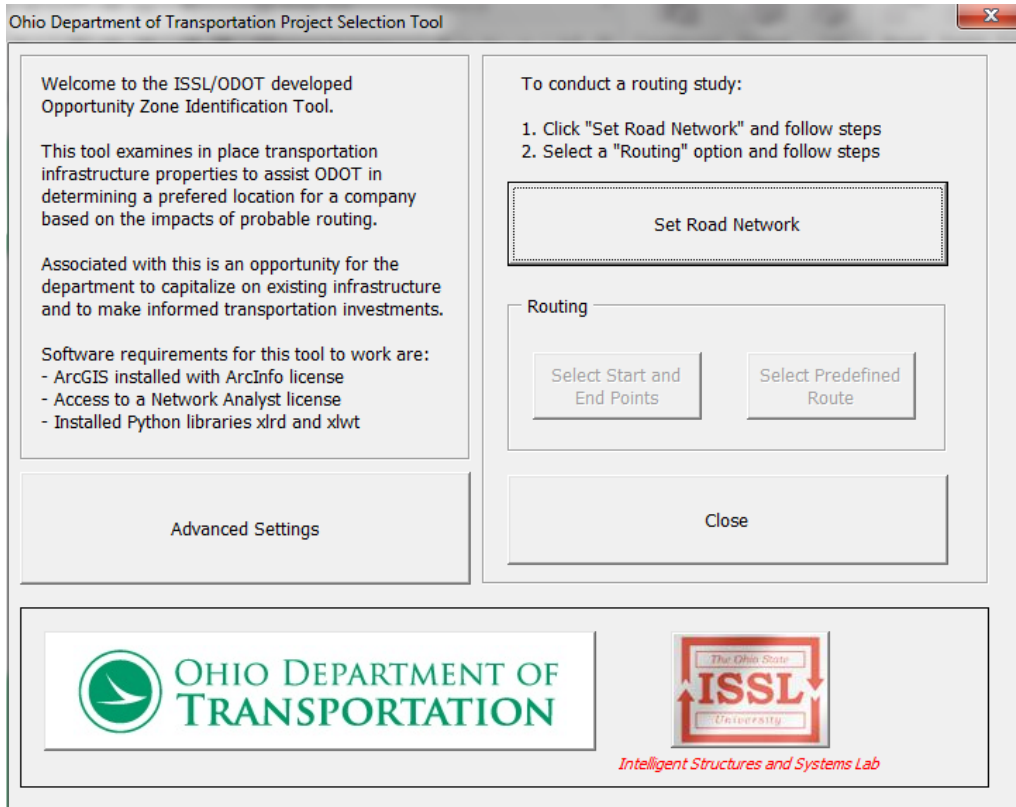 Ohio Department of Transportation Project Selection Tool
Welcome to the ISSL/ODOT developed
Opportunity Zone Identification Tool.
This tool examines in place transportation
infrastructure properties to assist ODOT in
determining a prefered location for a company
based on the impacts of probable routing.
Associated with this is an opportunity for the
department to capitalize on existing infrastructure
and to make informed transportation investments.
Software requirements for this tool to work are:
- ArcGIS installed with ArcInfo license
- Access to a Network Analyst license
- Installed Python libraries xlrd and xlwt
Advanced Settings
To conduct a routing study:
1. Click "Set Road Network" and follow steps
2. Select a "Routing" option and follow steps
Set Road Network
Routing
Select Start and
End Points
Select Predefined
Route
Close
OHIO DEPARTMENT OF
TRANSPORTATION
The Ohio State
ISSL
University
Intelligent Structures and Systems Lab